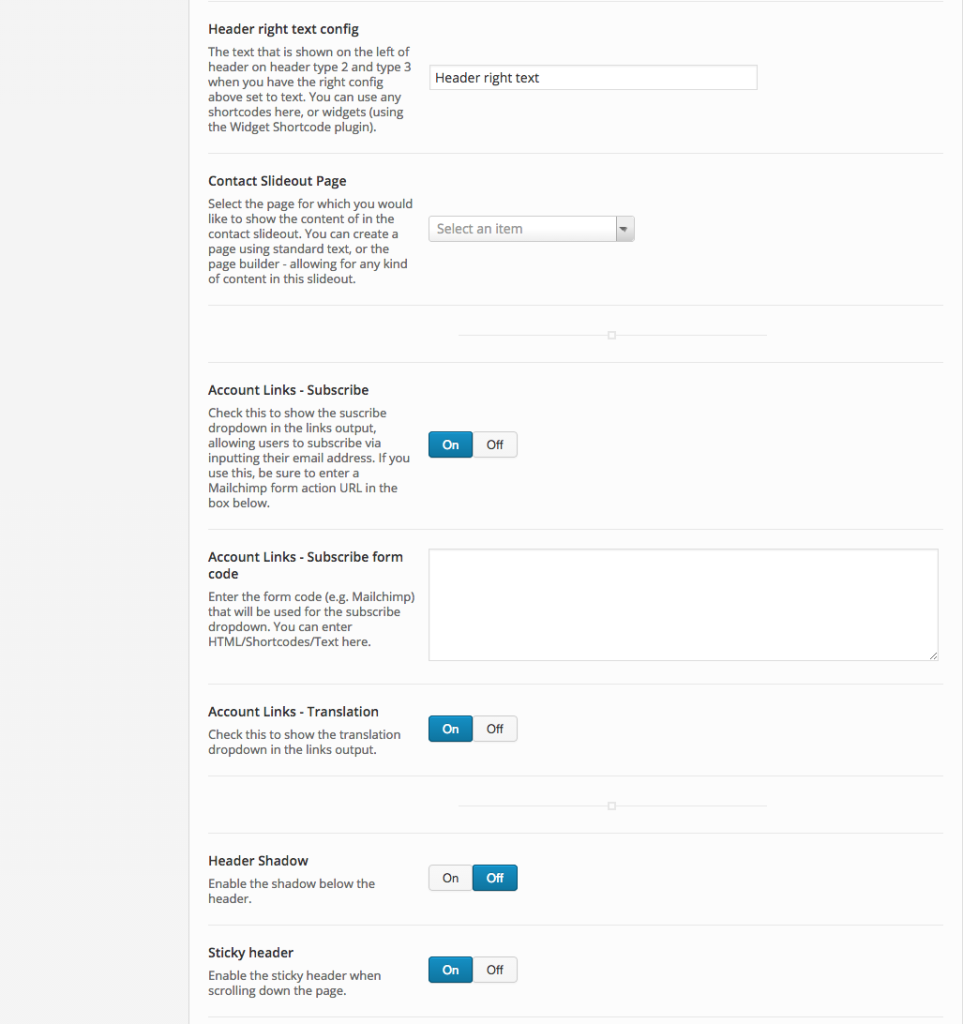 Header right text config
The text that is shown on the left of
header on header type 2 and type 3
when you have the right config
above set to text. You can use any
shortcodes here, or widgets (using
the Widget Shortcode plugin).
Header right text
Contact Slideout Page
Select the page for which you would
like to show the content of in the
contact slideout. You can create a
page using standard text, or the
page builder - allowing for any kind
of content in this slideout.
Select an item
Account Links - Subscribe
Check this to show the suscribe
dropdown in the links output,
allowing users to subscribe via
inputting their email address. If you
use this, be sure to enter a
Mailchimp form action URL in the
box below.
On Off
Account Links - Subscribe form
code
Enter the form code (e.g. Mailchimp)
that will be used for the subscribe
dropdown. You can enter
HTML/Shortcodes/Text here.
Account Links - Translation
Check this to show the translation
dropdown in the links output.
On Off
Header Shadow
Enable the shadow below the
header.
On Off
Sticky header
Enable the sticky header when
scrolling down the page.
On Off